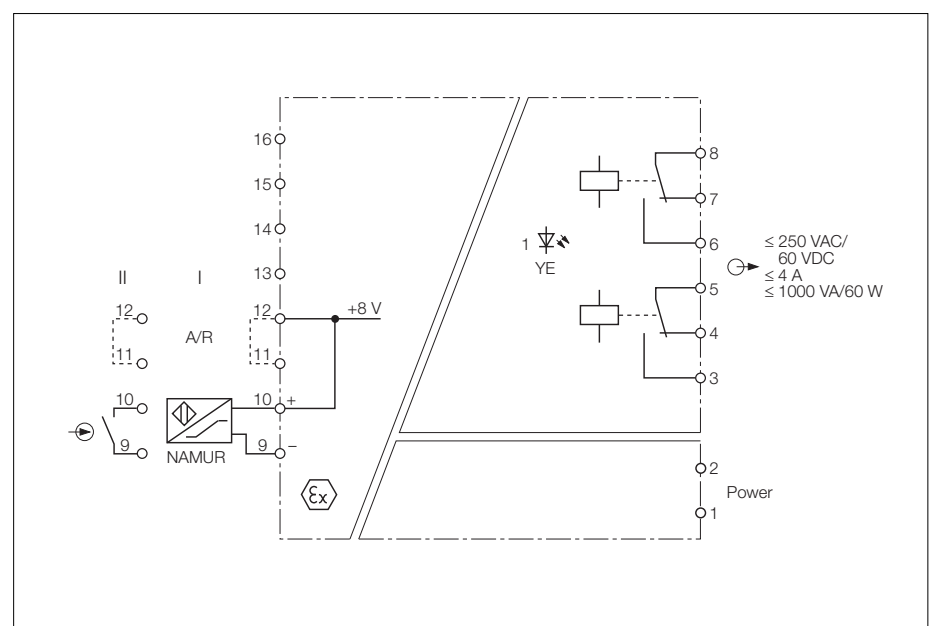 16
15
14
13
II I
12 12 +8 V
A/R
11 11
10 10 +
9 9 –
NAMUR
Ex
1
YE
8
7
6
5
4
3
≤ 250 VAC/
60 VDC
≤ 4 A
≤ 1000 VA/60 W
2
Power
1